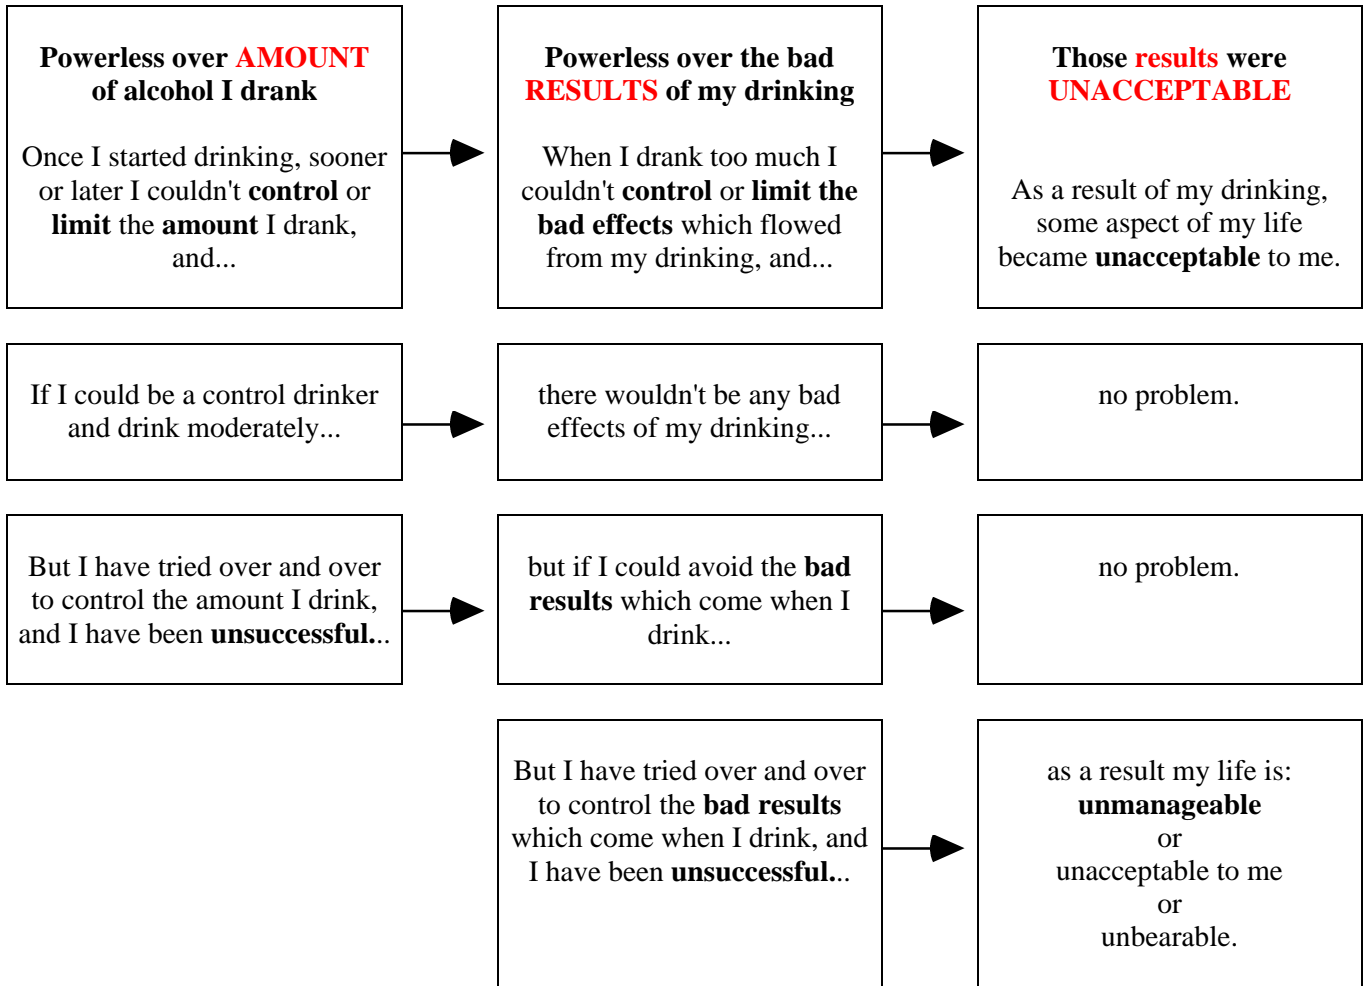 Powerless over AMOUNT
of alcohol I drank
Once I started drinking, sooner
or later I couldn't control or
limit the amount I drank,
and...
Powerless over the bad
RESULTS of my drinking
When I drank too much I
couldn't control or limit the
bad effects which flowed
from my drinking, and...
Those results were
UNACCEPTABLE
As a result of my drinking,
some aspect of my life
became unacceptable to me.
If I could be a control drinker
and drink moderately...
there wouldn't be any bad
effects of my drinking...
no problem.
But I have tried over and over
to control the amount I drink,
and I have been unsuccessful...
but if I could avoid the bad
results which come when I
drink...
no problem.
But I have tried over and over
to control the bad results
which come when I drink, and
I have been unsuccessful...
as a result my life is:
unmanageable
or
unacceptable to me
or
unbearable.